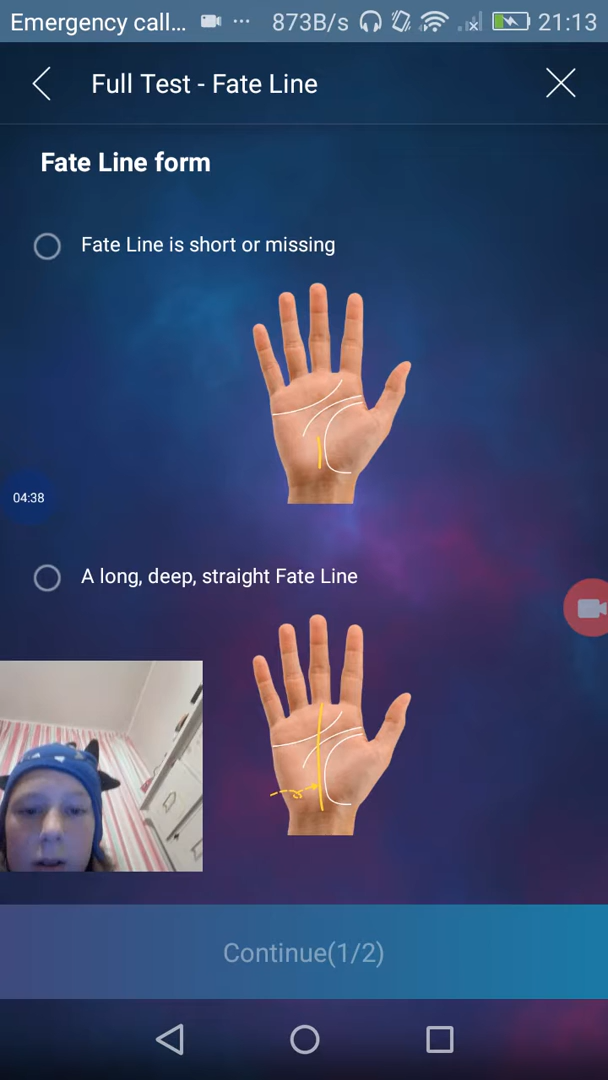 Emergency call... ... 873B/s 21:13
Full Test - Fate Line
Fate Line form
Fate Line is short or missing
04:38
A long, deep, straight Fate Line
Continue(1/2)